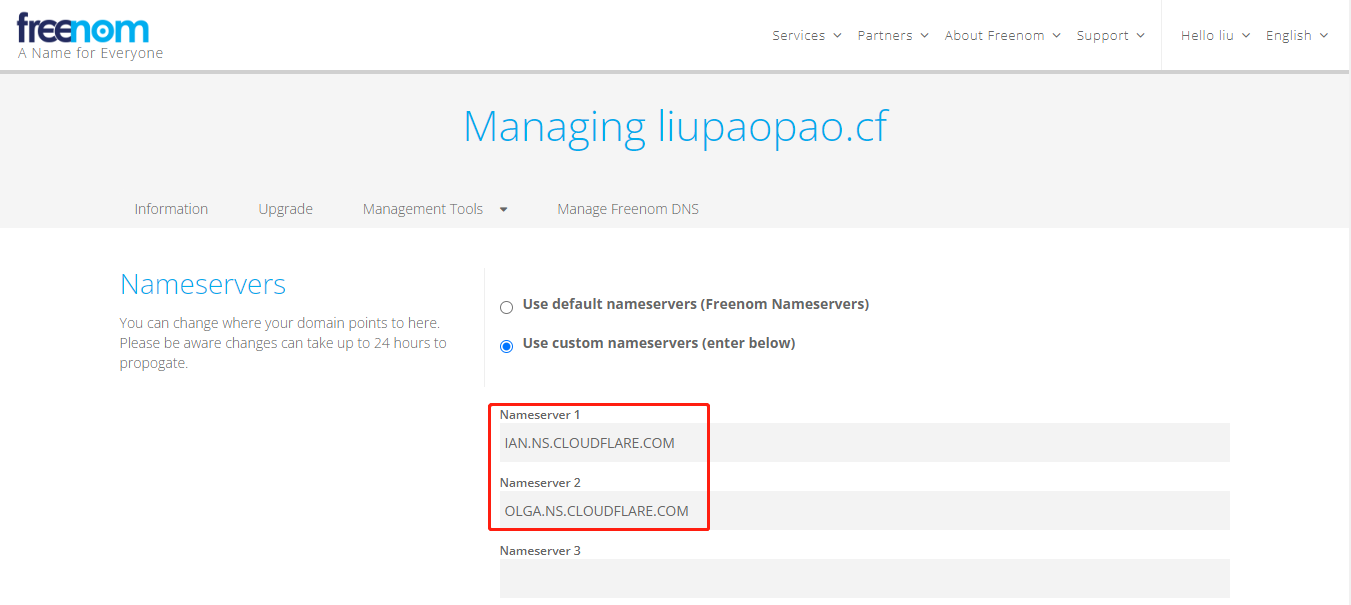 freenom
A Name for Everyone
Services Partners About Freenom Support Hello liu English
Managing liupaopao.cf
Information Upgrade Management Tools Manage Freenom DNS
Nameservers
You can change where your domain points to here.
Please be aware changes can take up to 24 hours to
propogate.
Use default nameservers (Freenom Nameservers)
Use custom nameservers (enter below)
Nameserver 1
IAN.NS.CLOUDFLARE.COM
Nameserver 2
OLGA.NS.CLOUDFLARE.COM
Nameserver 3